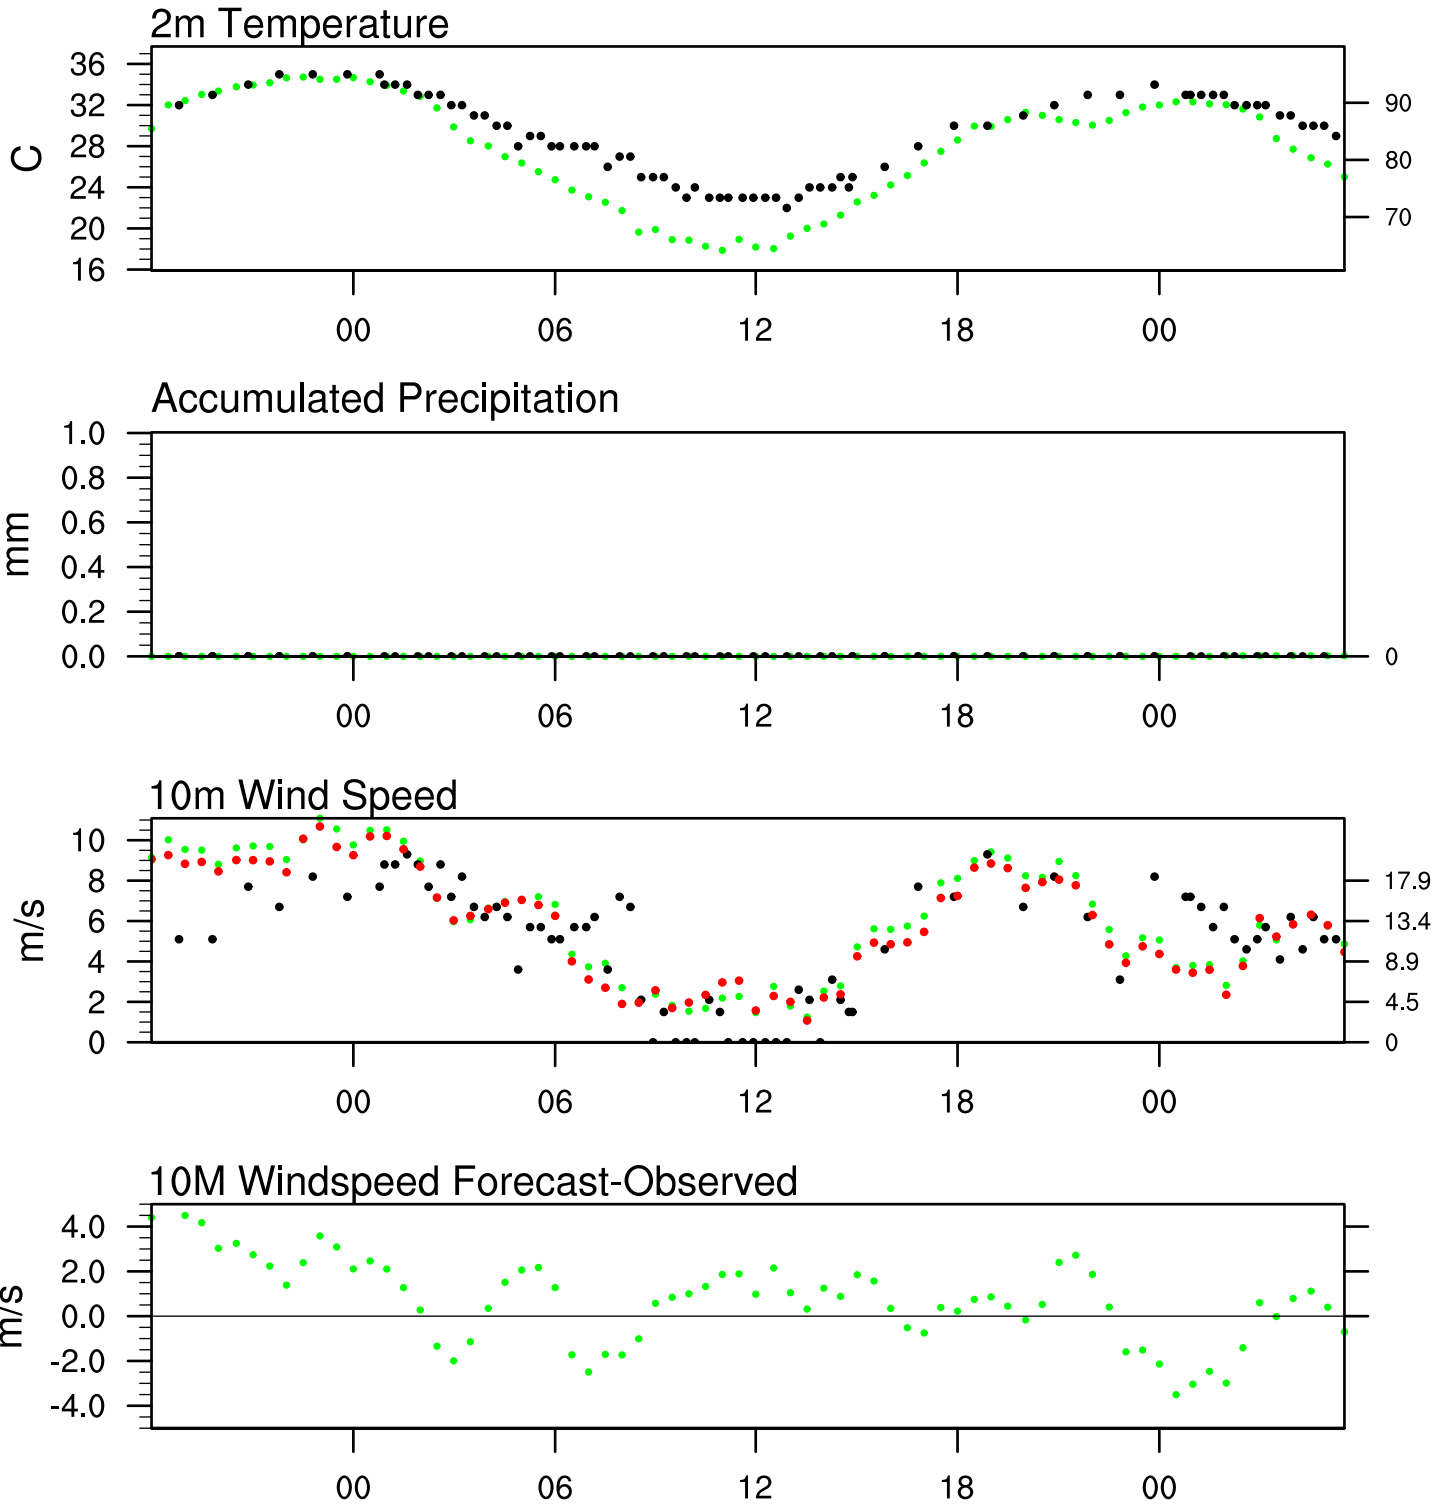 2m Temperature
36
32
28
24
20
16
C
90
80
70
00 06 12 18 00
Accumulated Precipitation
1.0
0.8
0.6
0.4
0.2
0.0
mm
0
00 06 12 18 00
10m Wind Speed
10
8
6
4
2
0
m/s
17.9
13.4
8.9
4.5
0
00 06 12 18 00
10M Windspeed Forecast-Observed
4.0
2.0
0.0
-2.0
-4.0
m/s
00 06 12 18 00